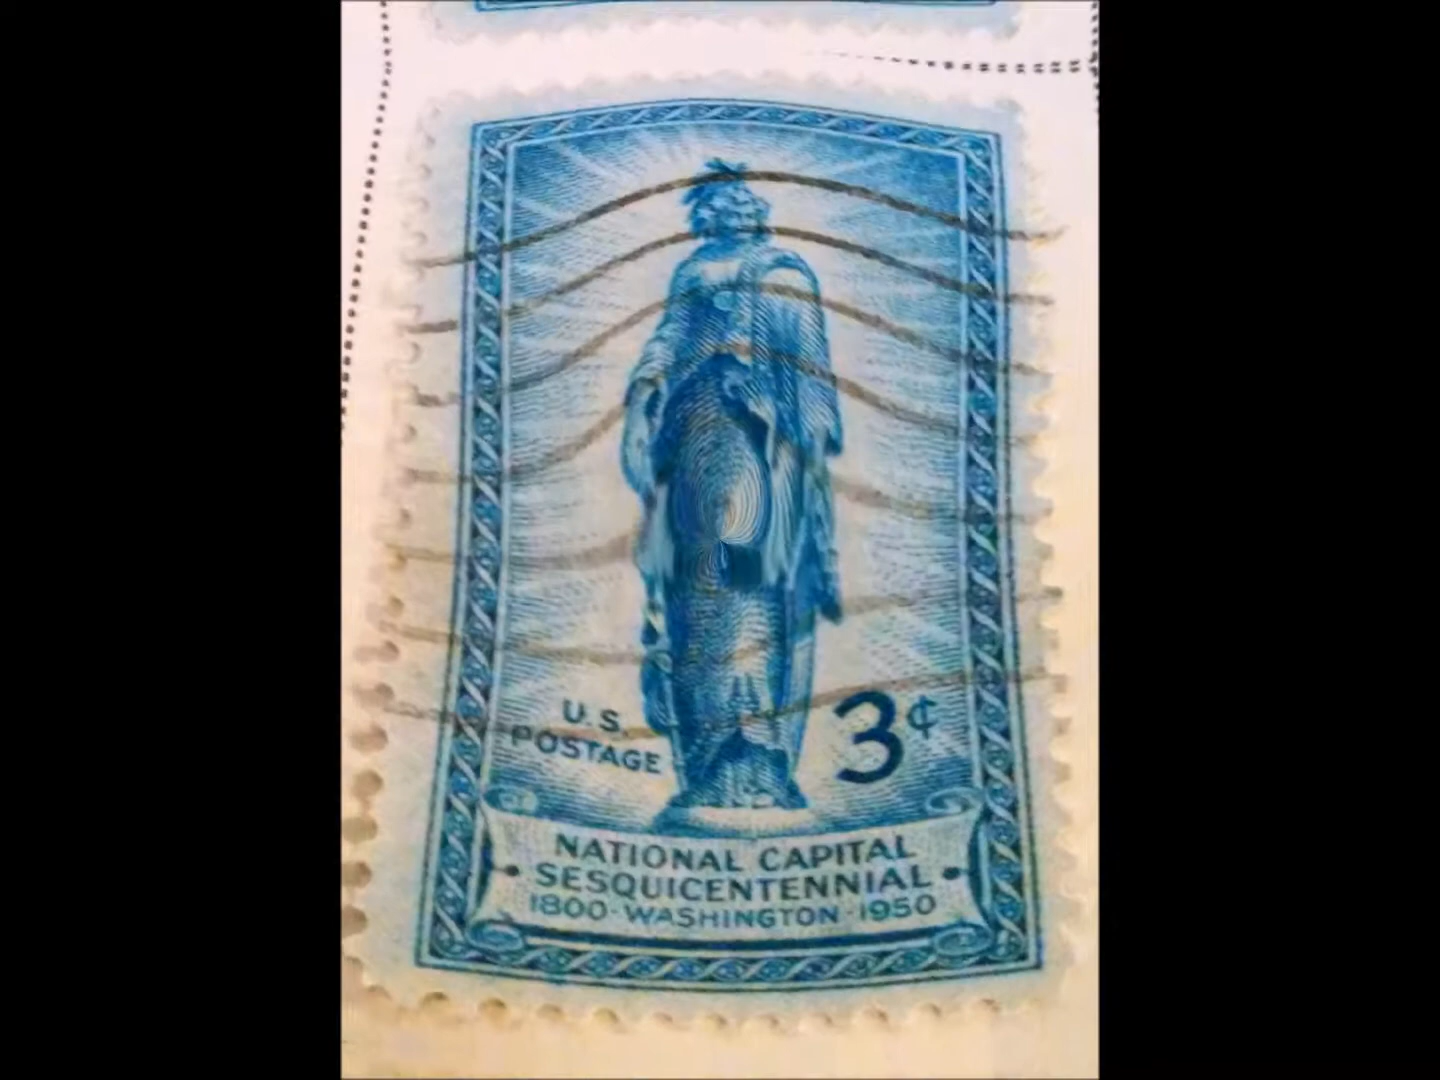 U.S.
POSTAGE
3¢
NATIONAL CAPITAL
SESQUICENTENNIAL
1800·WASHINGTON·1950